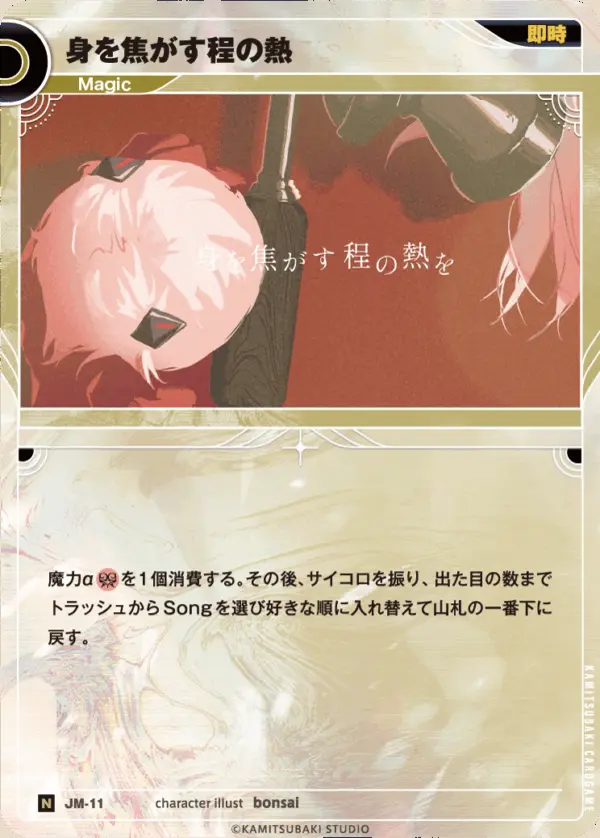 身を焦がす程の熱
即時
Magic
身を焦がす程の熱を
魔力α を1個消費する。その後、サイコロを振り、出た目の数まで
トラッシュからSongを選び好きな順に入れ替えて山札の一番下に
戻す。
KAMITSUBAKI CARDGAME
N JM-11 character illust bonsai
©KAMITSUBAKI STUDIO